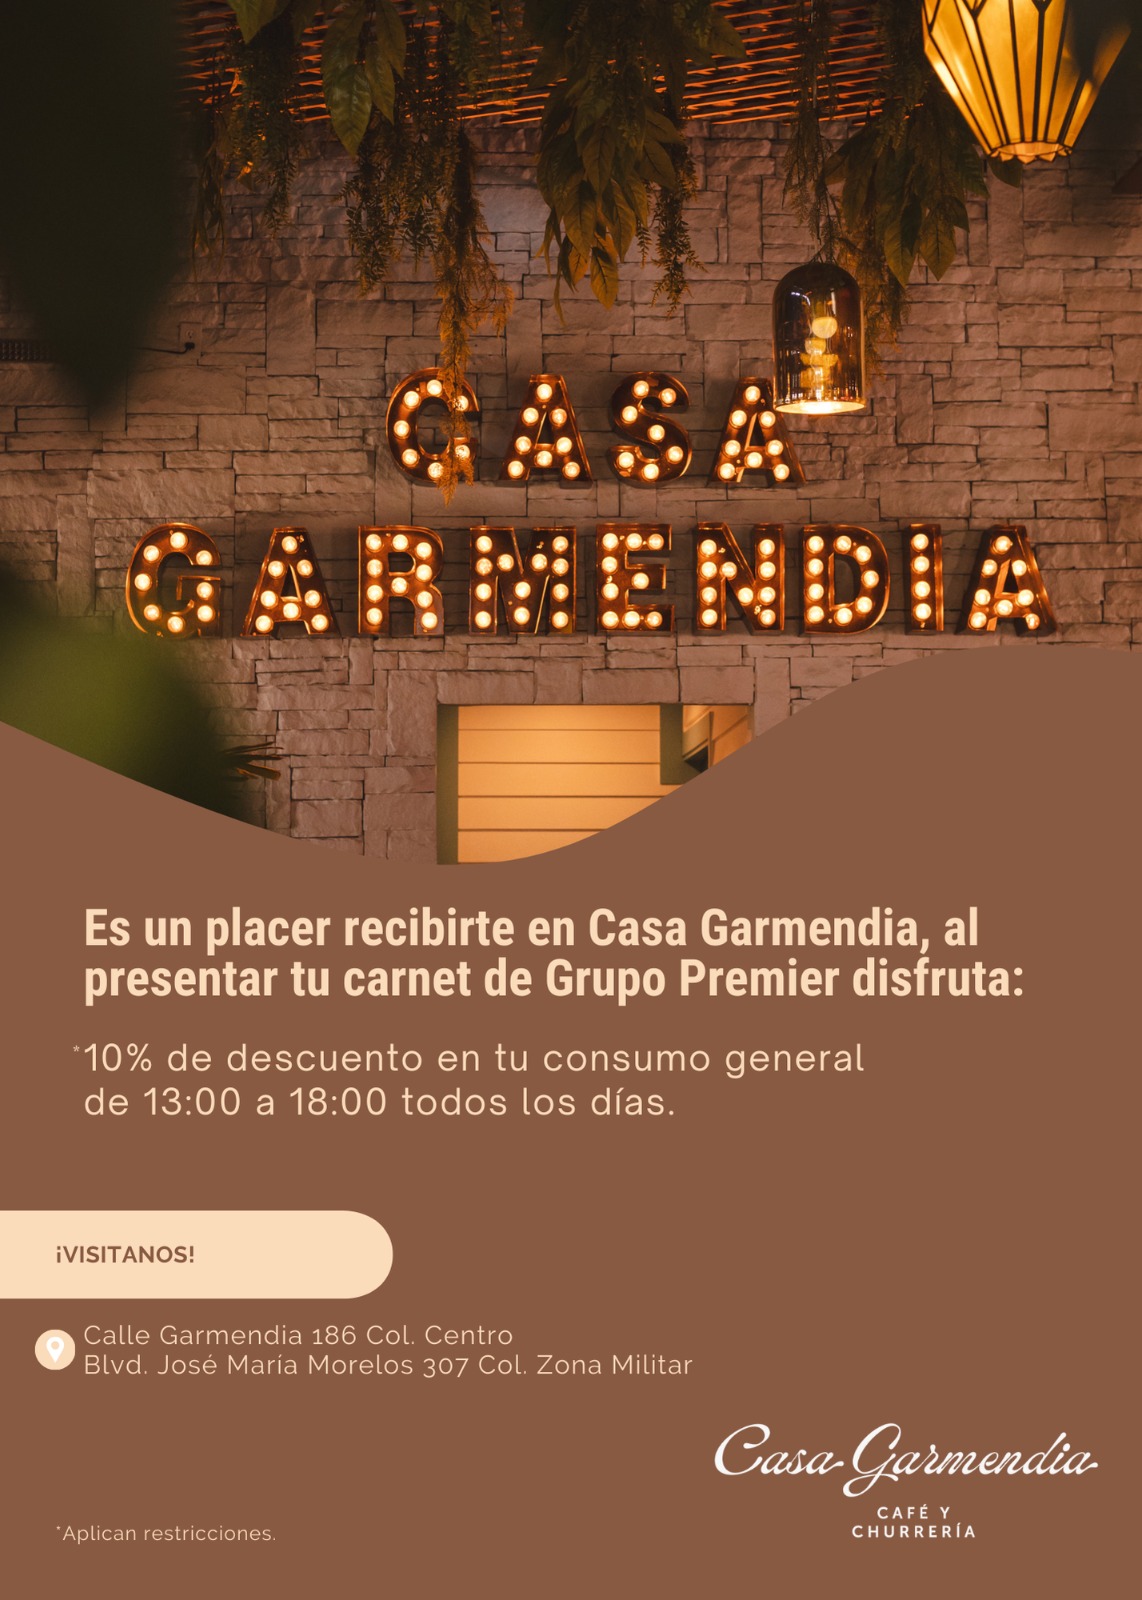 CASA
GARMENDIA
Es un placer recibirte en Casa Garmendia, al
presentar tu carnet de Grupo Premier disfruta:
*10% de descuento en tu consumo general
de 13:00 a 18:00 todos los días.
¡VISITANOS!
Calle Garmendia 186 Col. Centro
Blvd. José María Morelos 307 Col. Zona Militar
Casa Garmendia
CAFÉ Y
CHURRERÍA
*Aplican restricciones.